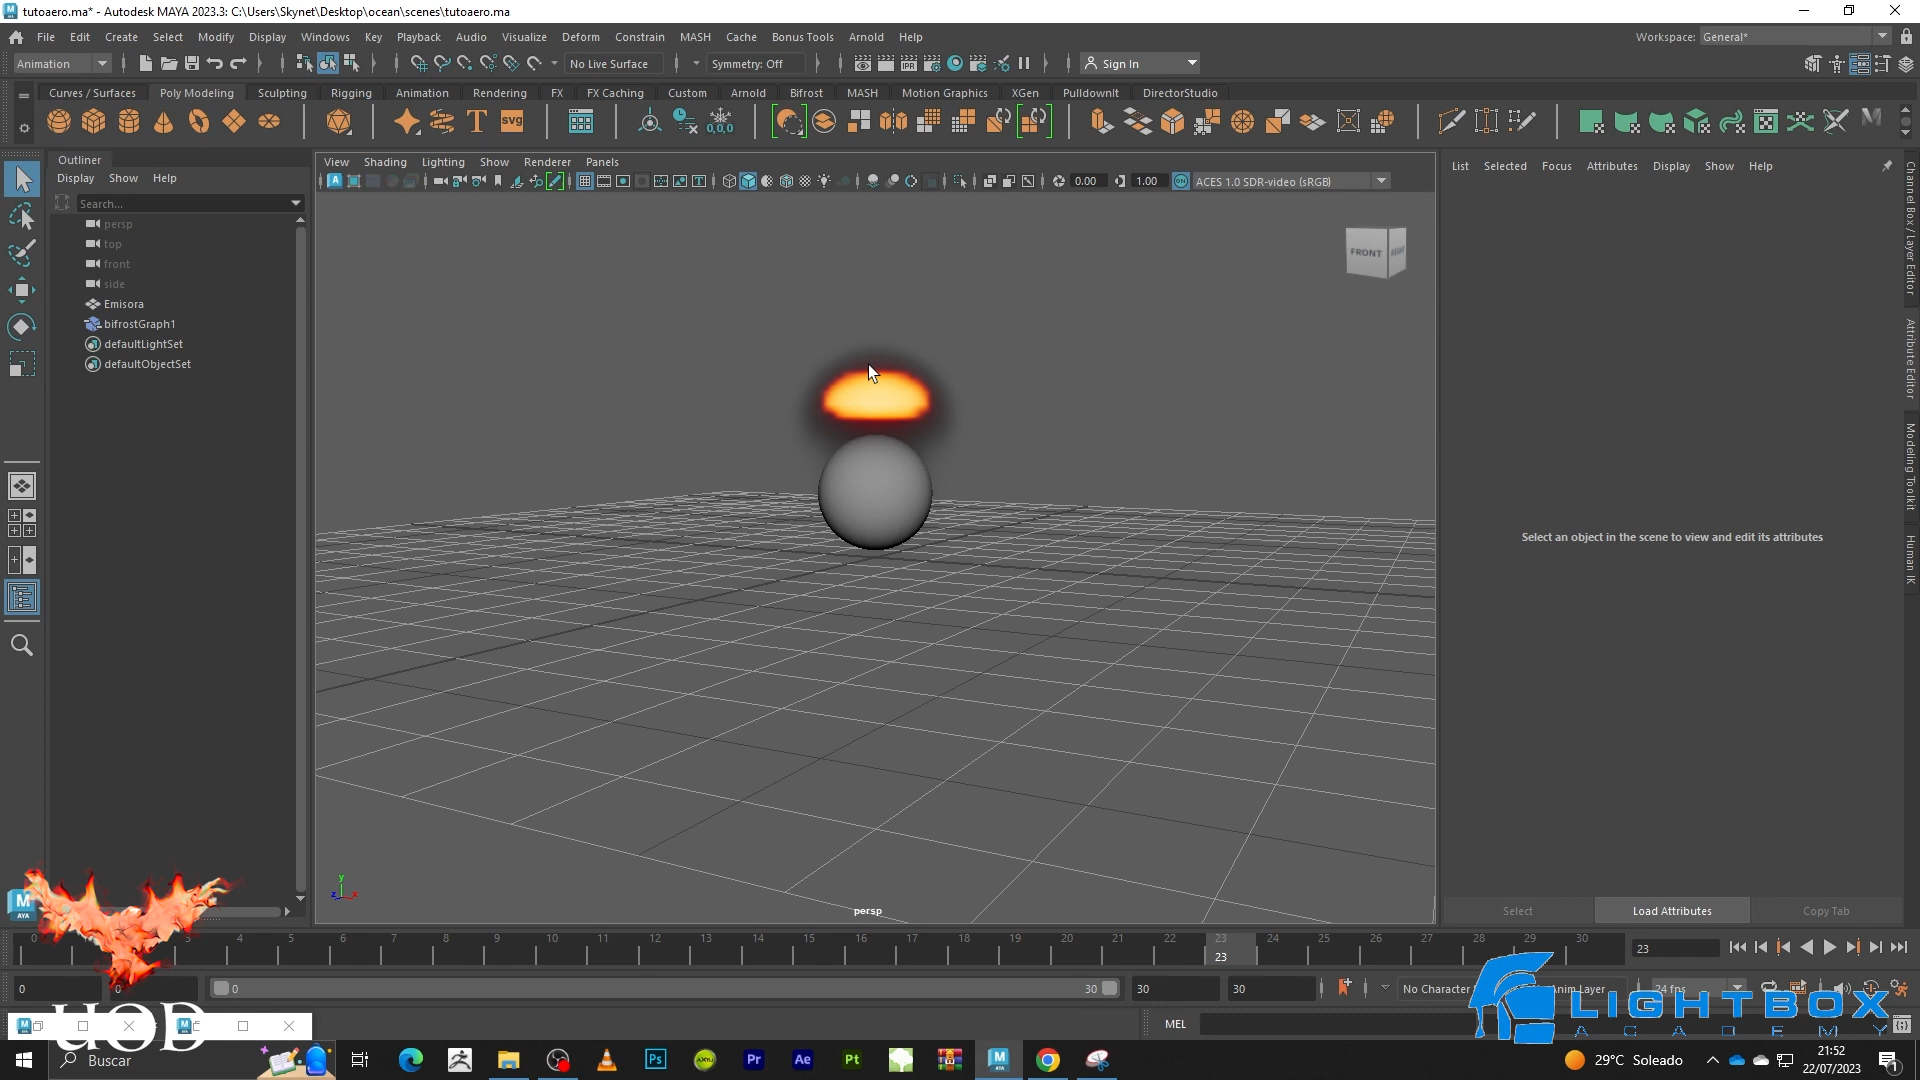 tutoaero.ma* - Autodesk MAYA 2023.3: C:\Users\Skynet\Desktop\ocean\scenes\tutoaero.ma
File Edit Create Select Modify Display Windows Key Playback Audio Visualize Deform Constrain MASH Cache Bonus Tools Arnold Help
Workspace: General*
Animation
No Live Surface
Symmetry: Off
Sign In
Curves / Surfaces Poly Modeling Sculpting Rigging Animation Rendering FX FX Caching Custom Arnold Bifrost MASH Motion Graphics XGen PulldownIt DirectorStudio
Outliner
Display Show Help
Search...
persp
top
front
side
Emisora
bifrostGraph1
defaultLightSet
defaultObjectSet
View Shading Lighting Show Renderer Panels
0.00
1.00
ACES 1.0 SDR-video (sRGB)
FRONT
RIGHT
persp
List Selected Focus Attributes Display Show Help
Select an object in the scene to view and edit its attributes
Select
Load Attributes
Copy Tab
Channel Box / Layer Editor
Attribute Editor
Modeling Toolkit
Human IK
0 3 4 5 6 7 8 9 10 11 12 13 14 15 16 17 18 19 20 21 22 23 24 25 26 27 28 29 30
23
23
0
0
0
30
30
30
No Character
Anim Layer
24 fps
MEL
UOD
LIGHTBOX
ACADEMY
Buscar
29°C Soleado
21:52
22/07/2023